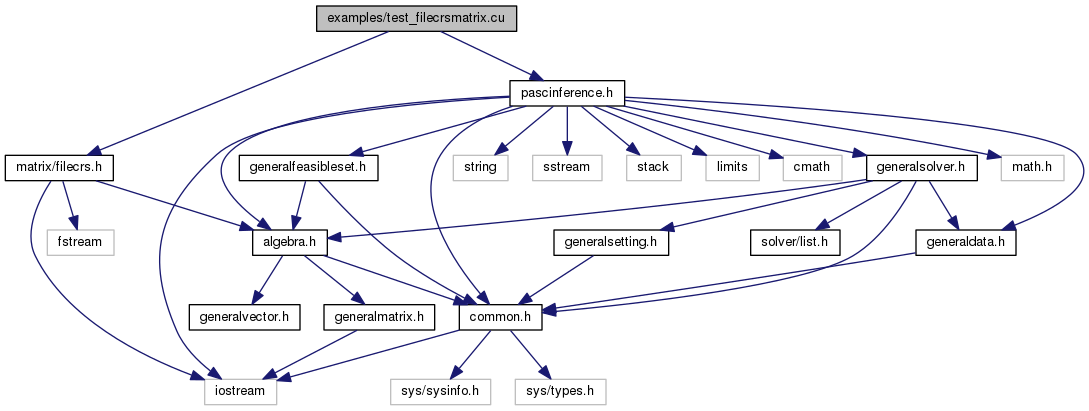 examples/test_filecrsmatrix.cu
pascinference.h
matrix/filecrs.h
generalfeasibleset.h
string
sstream
stack
limits
cmath
generalsolver.h
math.h
fstream
algebra.h
generalsetting.h
solver/list.h
generaldata.h
generalvector.h
generalmatrix.h
common.h
iostream
sys/sysinfo.h
sys/types.h